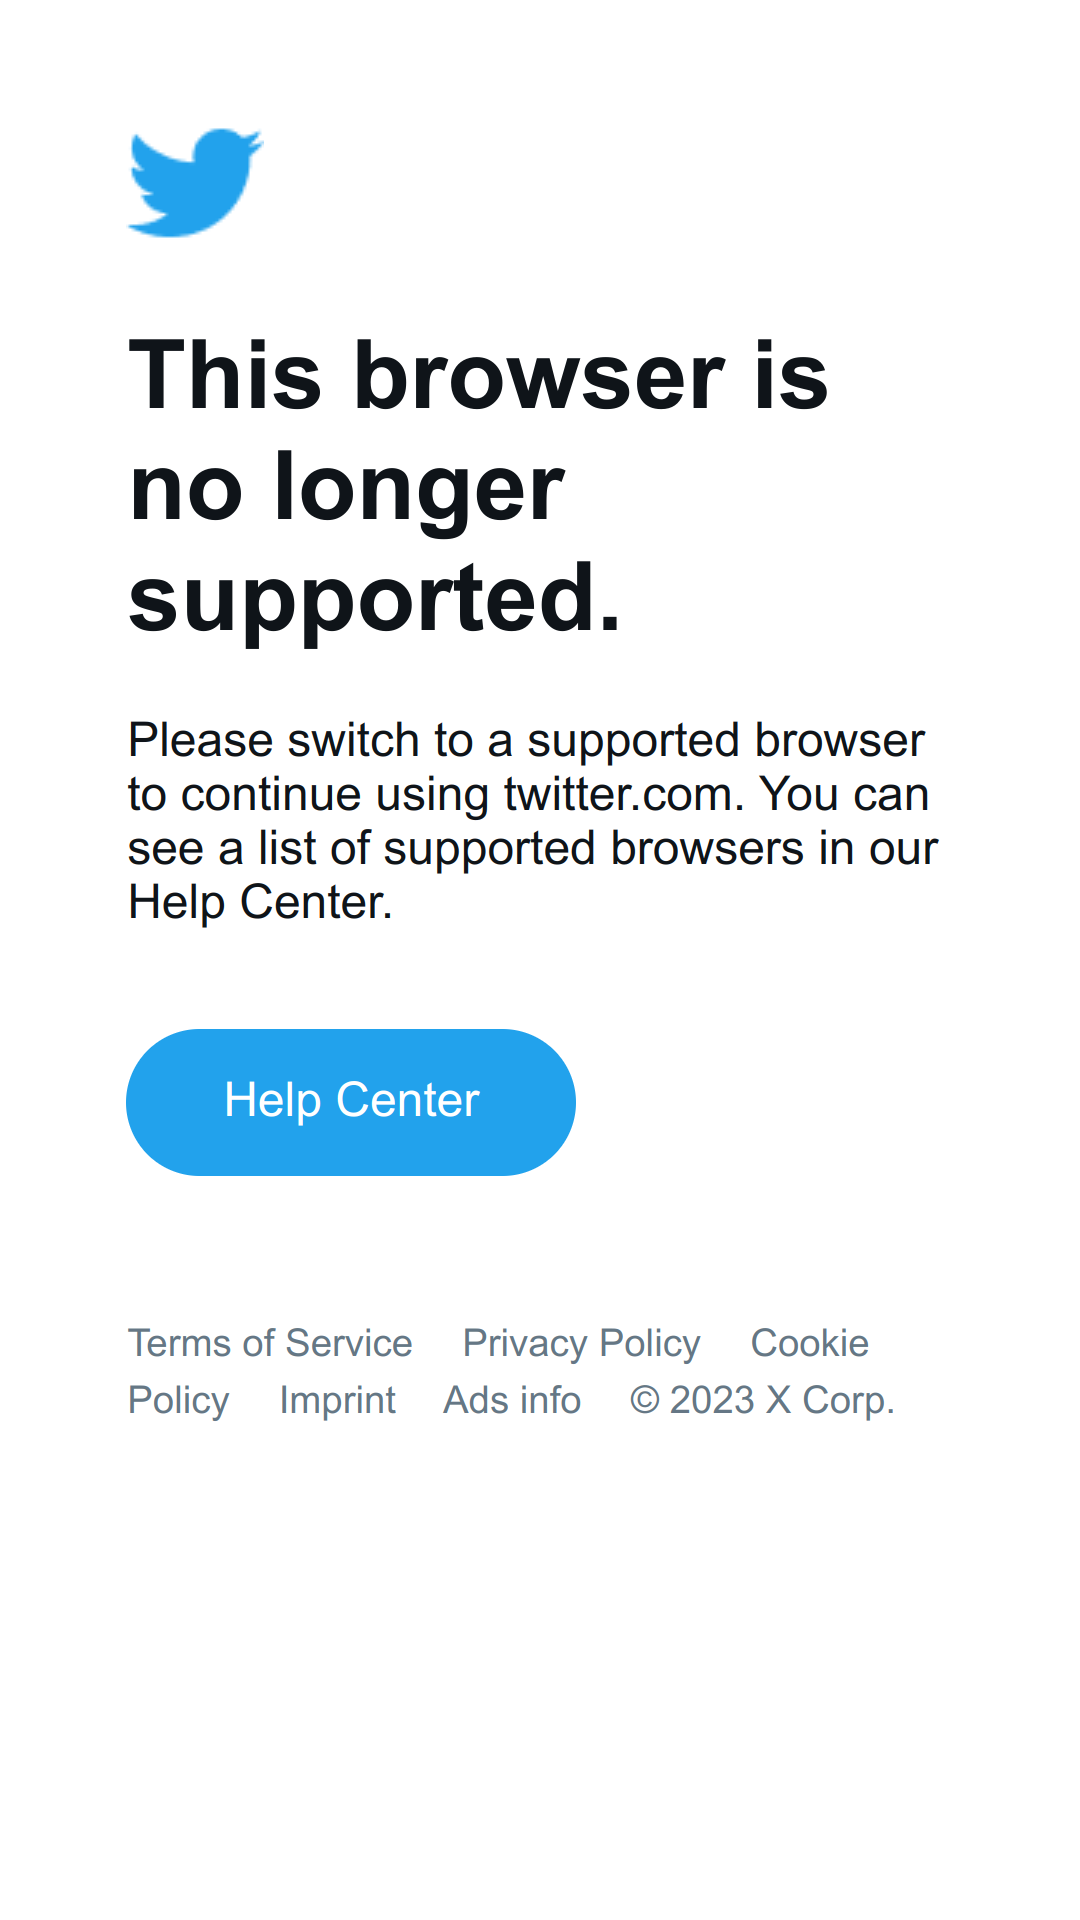 This browser is
no longer
supported.
Please switch to a supported browser
to continue using twitter.com. You can
see a list of supported browsers in our
Help Center.
Help Center
Terms of Service Privacy Policy Cookie
Policy Imprint Ads info © 2023 X Corp.